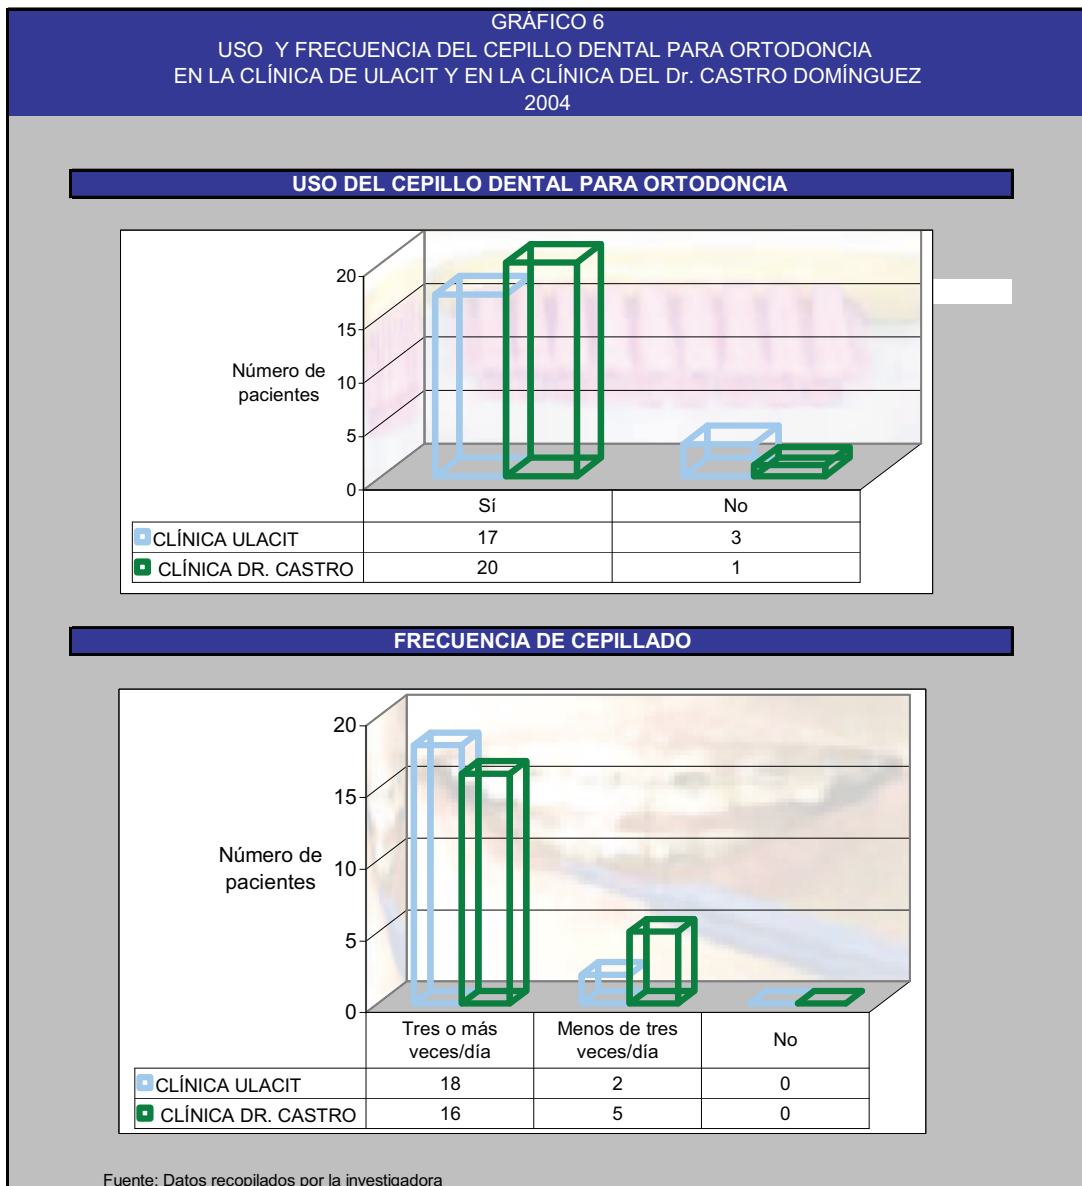 GRÁFICO 6
USO Y FRECUENCIA DEL CEPILLO DENTAL PARA ORTODONCIA
EN LA CLÍNICA DE ULACIT Y EN LA CLÍNICA DEL Dr. CASTRO DOMÍNGUEZ
2004
USO DEL CEPILLO DENTAL PARA ORTODONCIA
20
15
10
5
0
Número de
pacientes
Sí No
CLÍNICA ULACIT 17 3
CLÍNICA DR. CASTRO 20 1
FRECUENCIA DE CEPILLADO
20
15
10
5
0
Número de
pacientes
Tres o más veces/día Menos de tres veces/día No
CLÍNICA ULACIT 18 2 0
CLÍNICA DR. CASTRO 16 5 0
Fuente: Datos recopilados por la investigadora